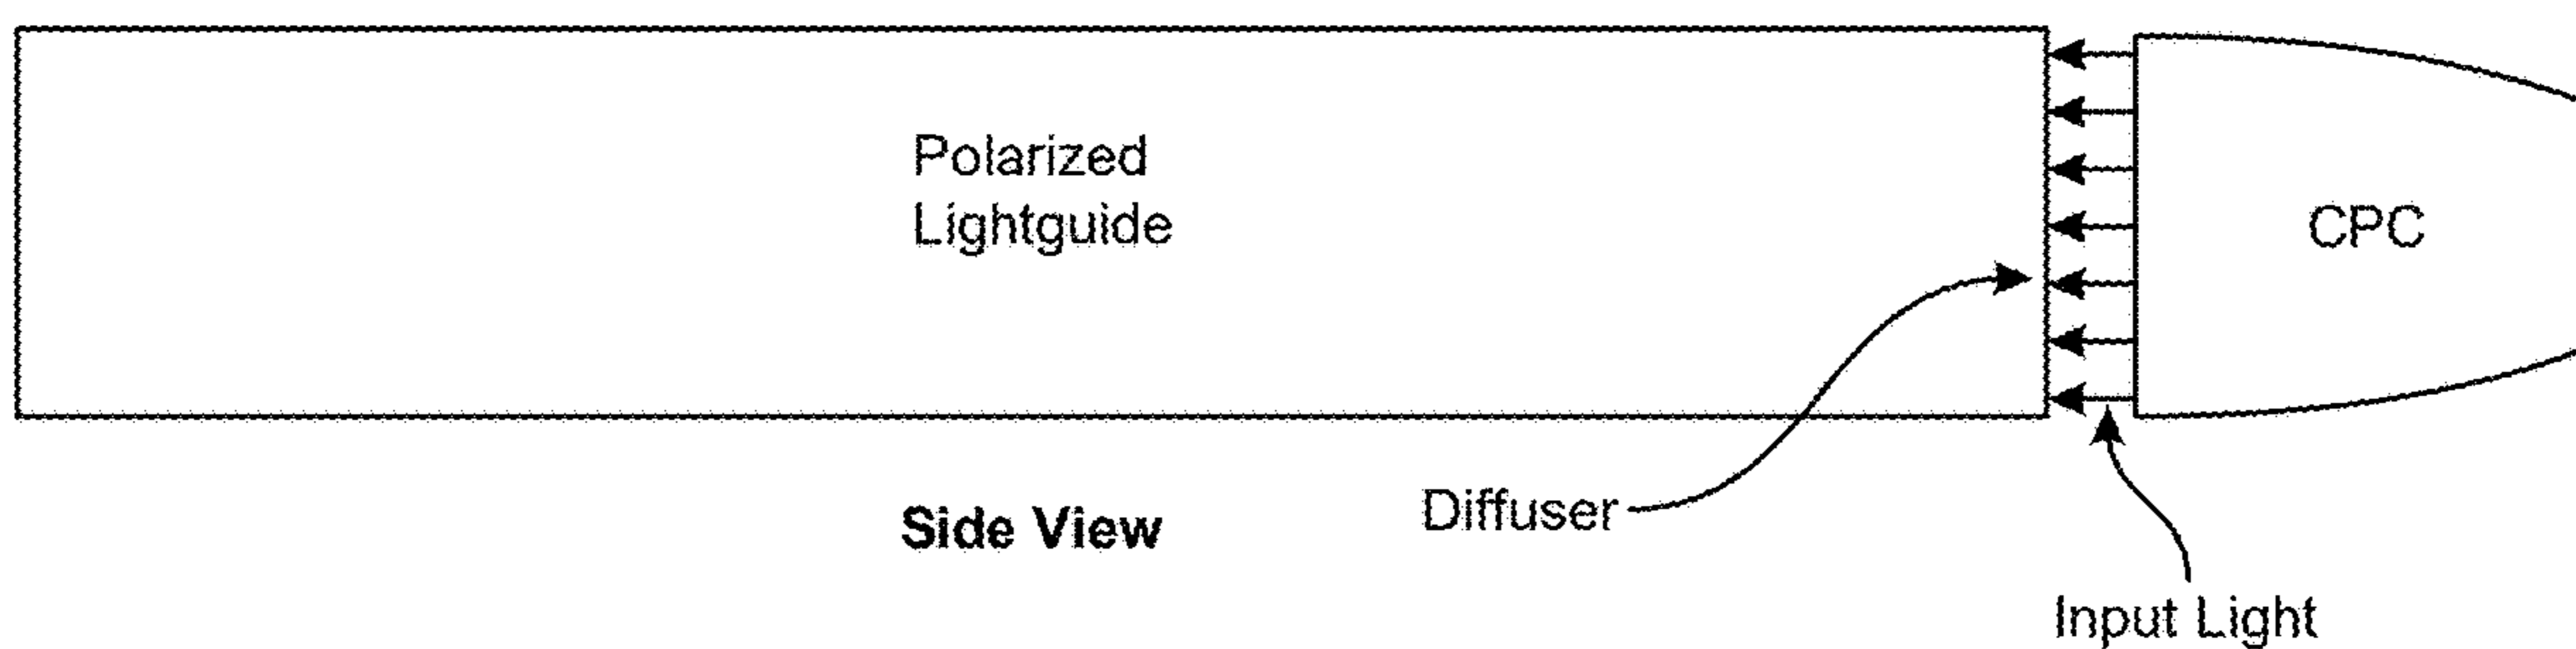 Polarized
Lightguide
CPC
Diffuser
Side View
Input Light